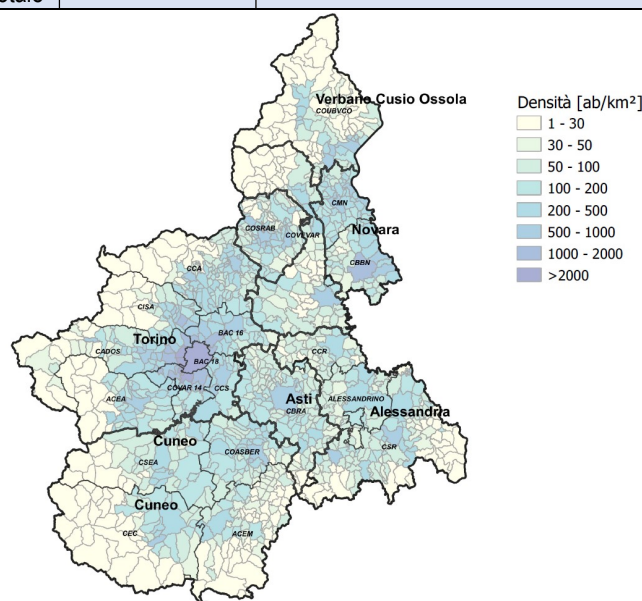 Verbano Cusio Ossola
COUBVCO
Densità [ab/km²]
1 - 30
30 - 50
50 - 100
100 - 200
200 - 500
500 - 1000
1000 - 2000
>2000
CMN
COSRAB
COVEVAR
Novara
CBBN
CCA
CISA
BAC 16
Torino
CADOS
BAC 18
CCR
COVAR 14
CCS
ACEA
Asti
CBRA
ALESSANDRINO
Alessandria
Cuneo
CSEA
COASBER
CSR
Cuneo
CEC
ACEM